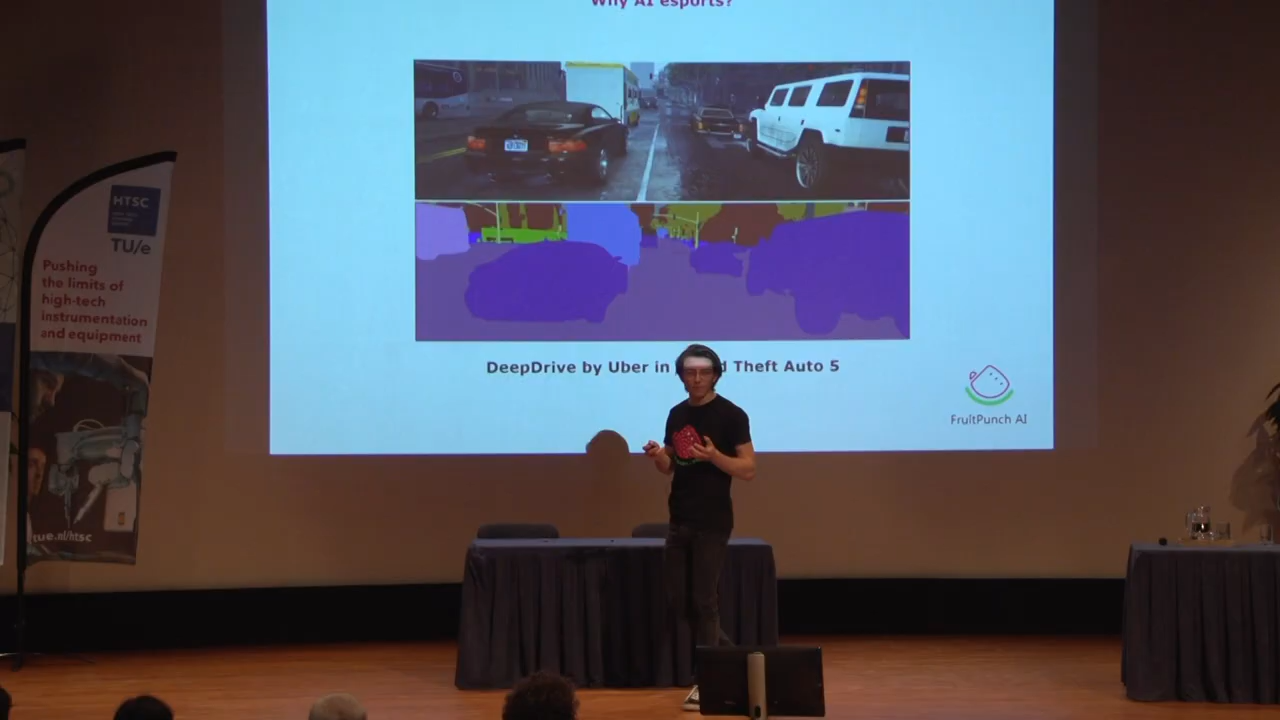 Why AI esports?
HTSC
TU/e
Pushing
the limits of
high-tech
instrumentation
and equipment
tue.nl/htsc
DeepDrive by Uber in
d Theft Auto 5
FruitPunch AI